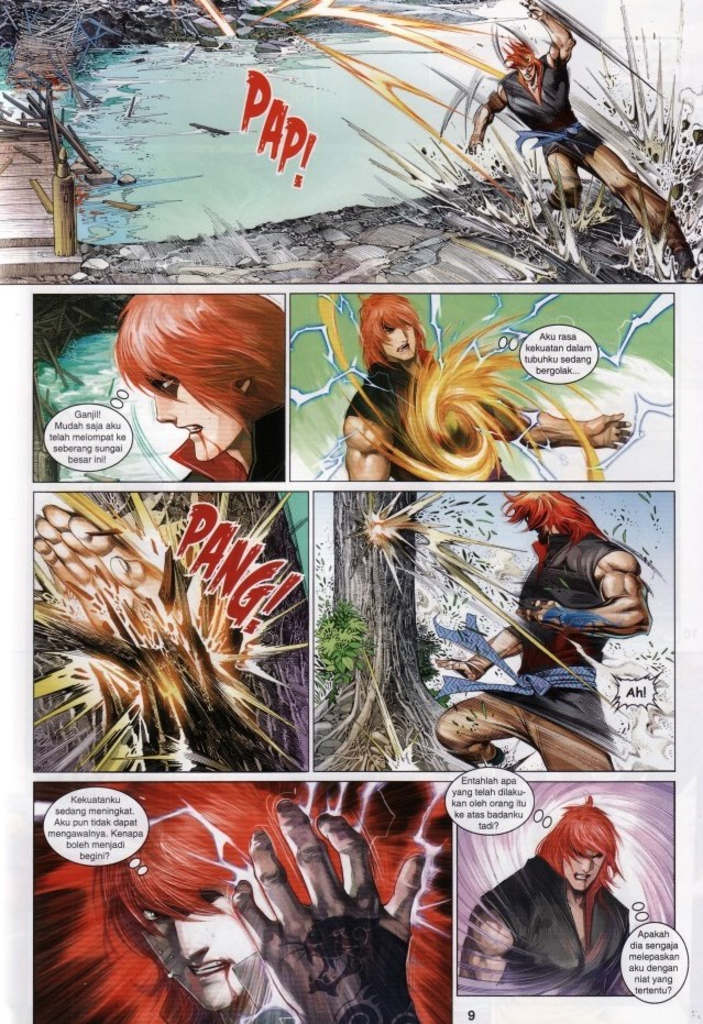 PAP!
Ganjil!
Mudah saja aku
telah melompat ke
seberang sungai
besar ini!
Aku rasa
kekuatan dalam
tubuhku sedang
bergolak...
PANG!
Ah!
Kekuatanku
sedang meningkat.
Aku pun tidak dapat
mengawalnya. Kenapa
boleh menjadi
begini?
Entahlah apa
yang telah dilaku-
kan oleh orang itu
ke atas badanku
tadi?
Apakah
dia sengaja
melepaskan
aku dengan
niat yang
tertentu?
9